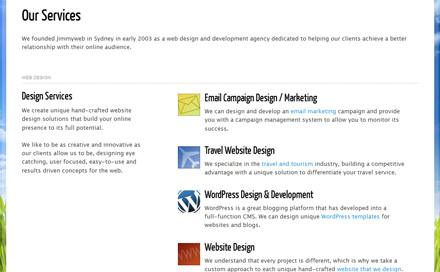 Our Services
We founded Jimmyweb in Sydney in early 2003 as a web design and development agency dedicated to helping our clients achieve a better
relationship with their online audience.
WEB DESIGN
Design Services
We create unique hand-crafted website
design solutions that build your online
presence to its full potential.
We like to be as creative and innovative as
our clients allow us to be, designing eye
catching, user focused, easy-to-use and
results driven concepts for the web.
Email Campaign Design / Marketing
We can design and develop an email marketing campaign and provide
you with a campaign management system to allow you to monitor its
success.
Travel Website Design
We specialize in the travel and tourism industry, building a competitive
advantage with a unique solution to differentiate your travel service.
WordPress Design & Development
WordPress is a great blogging platform that has developed into a
full-function CMS. We can design unique WordPress templates for
websites and blogs.
Website Design
We understand that every project is different, which is why we take a
custom approach to each unique hand-crafted website that we design.